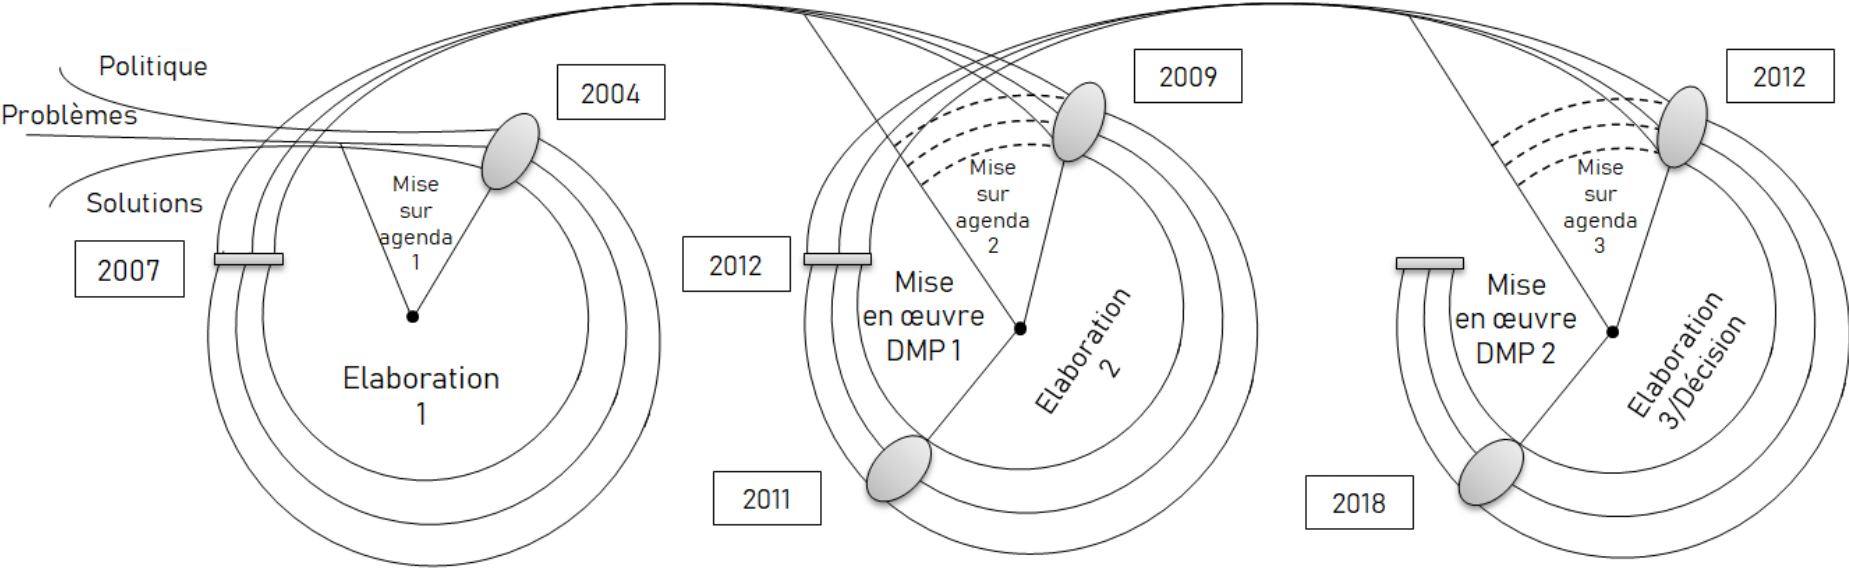 Politique
Problèmes
Solutions
2004
2007
Mise
sur
agenda
1
Elaboration
1
2009
2012
Mise
sur
agenda
2
Mise
en œuvre
DMP 1
Elaboration
2
2011
2012
Mise
sur
agenda
3
Mise
en œuvre
DMP 2
Elaboration
3/Décision
2018